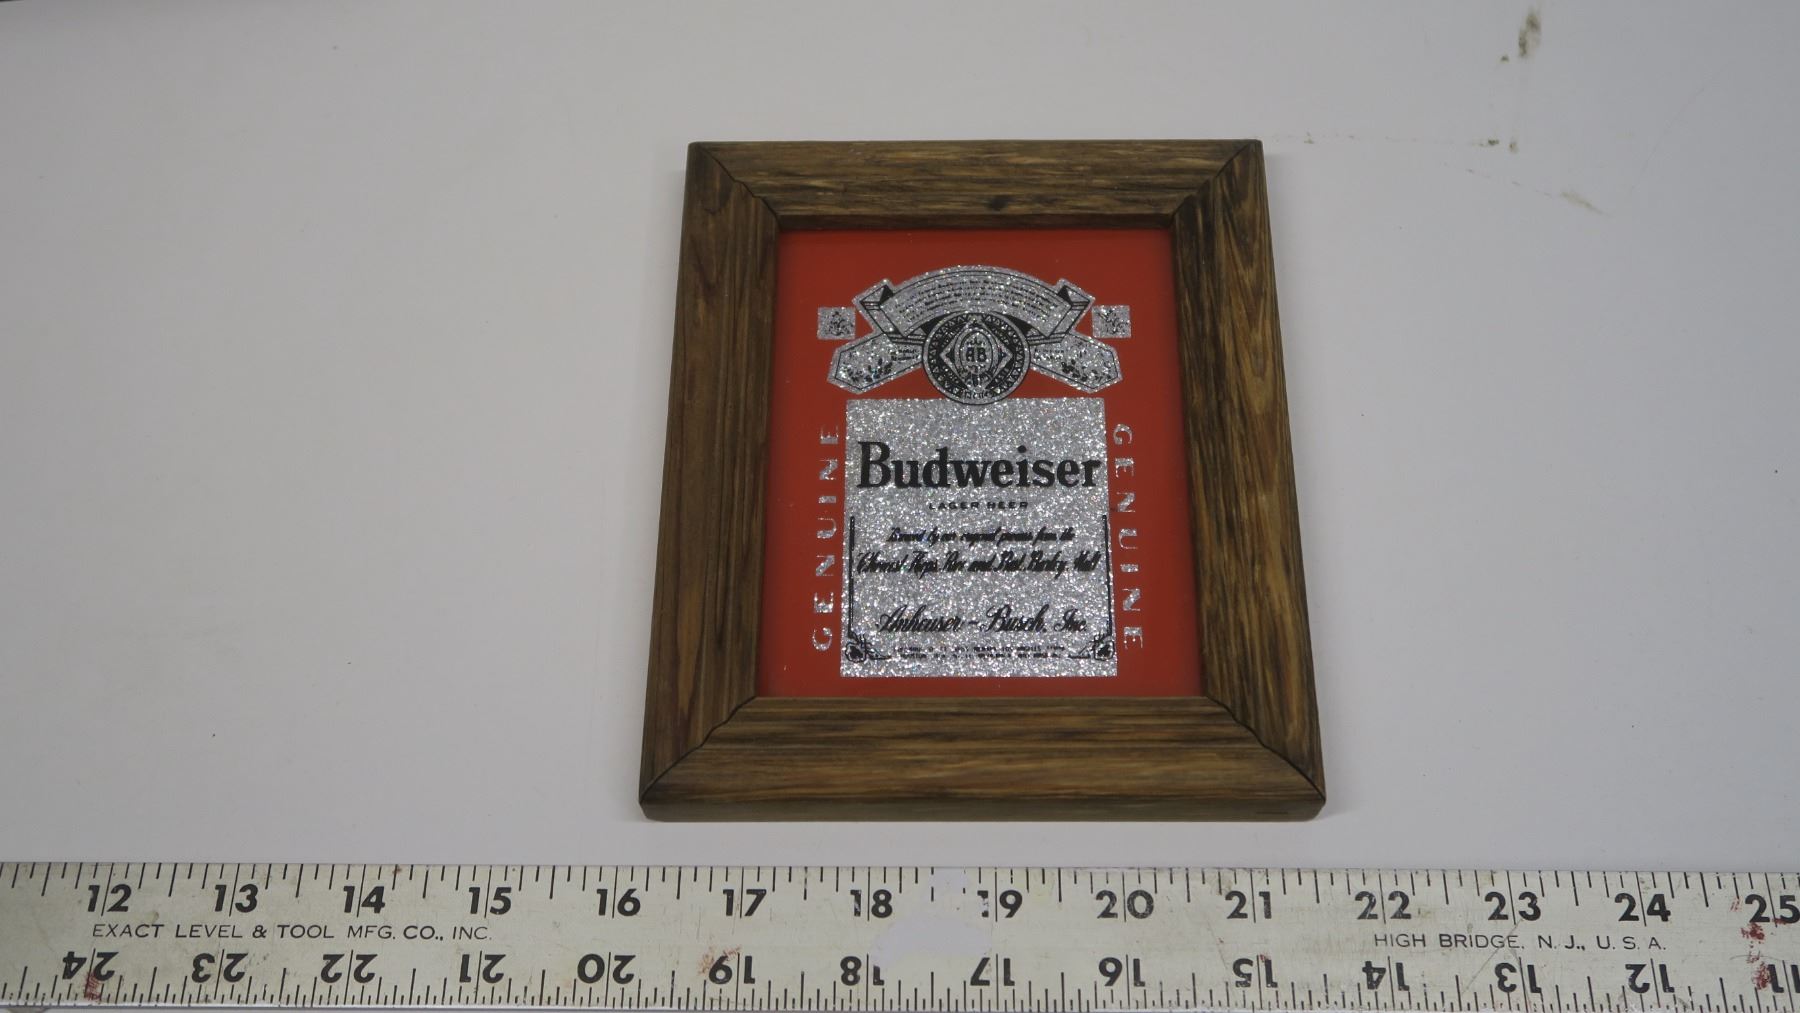 AB
GENUINE
GENUINE
Budweiser
LAGER BEER
Brewed by our original process from the
Choicest Hops, Rice and Best Barley Malt
Anheuser-Busch, Inc.
12 13 14 15 16 17 18 19 20 21 22 23 24 25
EXACT LEVEL & TOOL MFG. CO., INC. HIGH BRIDGE, N. J., U. S. A.
24 23 22 21 20 19 18 17 16 15 14 13 12 11